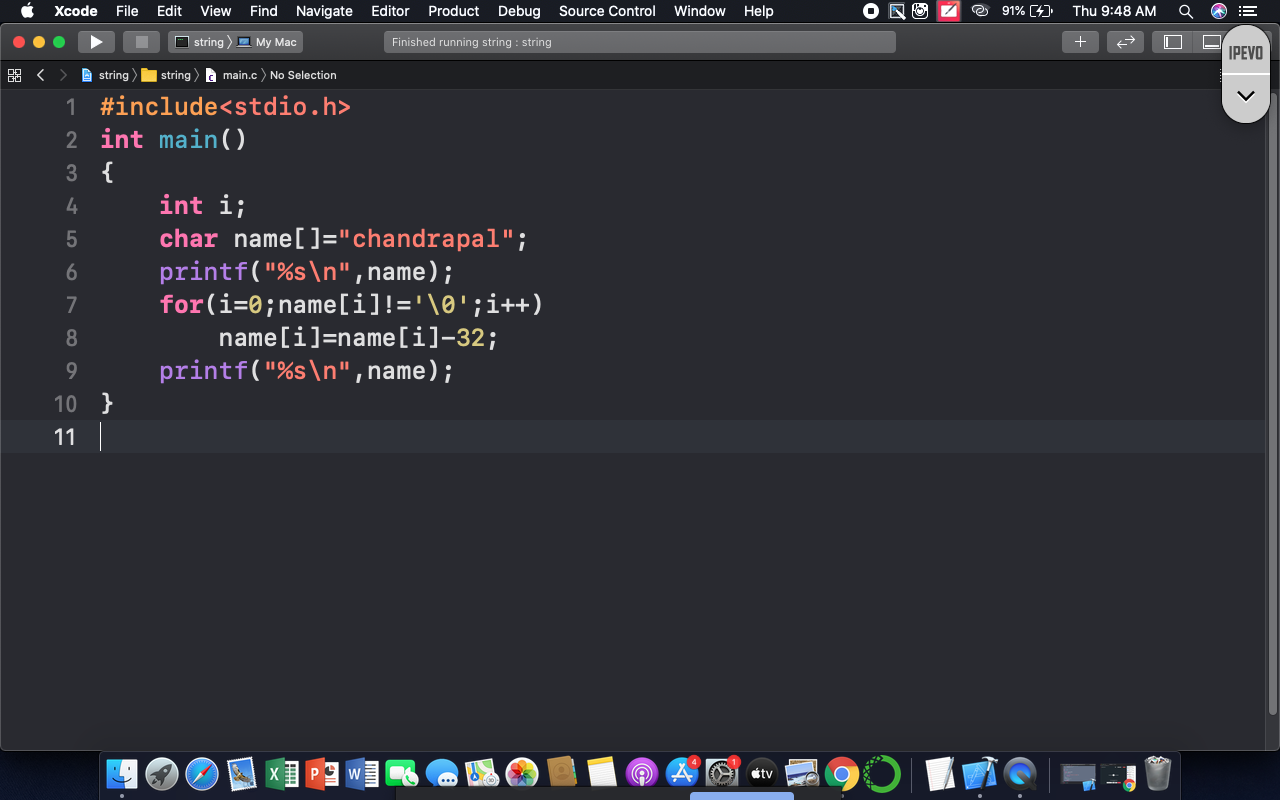 Xcode File Edit View Find Navigate Editor Product Debug Source Control Window Help 91% Thu 9:48 AM
string 〉 My Mac Finished running string : string
IPEVO
string 〉 string 〉 main.c 〉 No Selection
1 #include<stdio.h>
2 int main()
3 {
4 int i;
5 char name[]="chandrapal";
6 printf("%s\n",name);
7 for(i=0;name[i]!='\0';i++)
8 name[i]=name[i]-32;
9 printf("%s\n",name);
10 }
11
X P W 4 1 tv